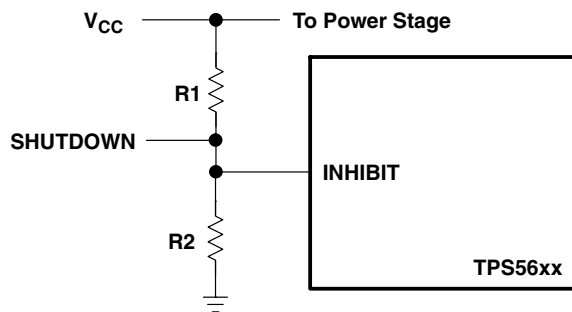 VCC
To Power Stage
R1
SHUTDOWN
INHIBIT
R2
TPS56xx